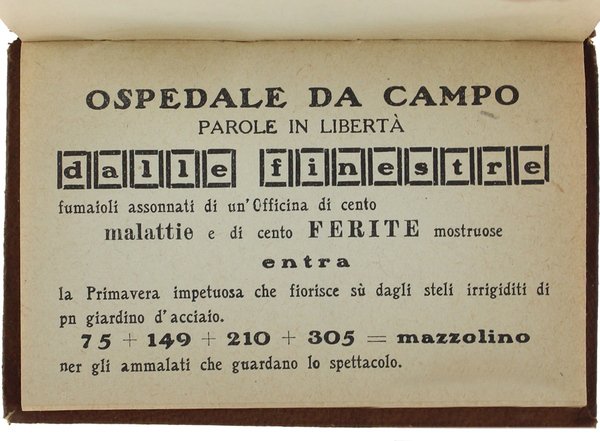 OSPEDALE DA CAMPO
PAROLE IN LIBERTÀ
dalle finestre
fumaioli assonnati di un'Officina di cento
malattie e di cento FERITE mostruose
entra
la Primavera impetuosa che fiorisce sù dagli steli irrigiditi di
pn giardino d'acciaio.
75 + 149 + 210 + 305 = mazzolino
ner gli ammalati che guardano lo spettacolo.